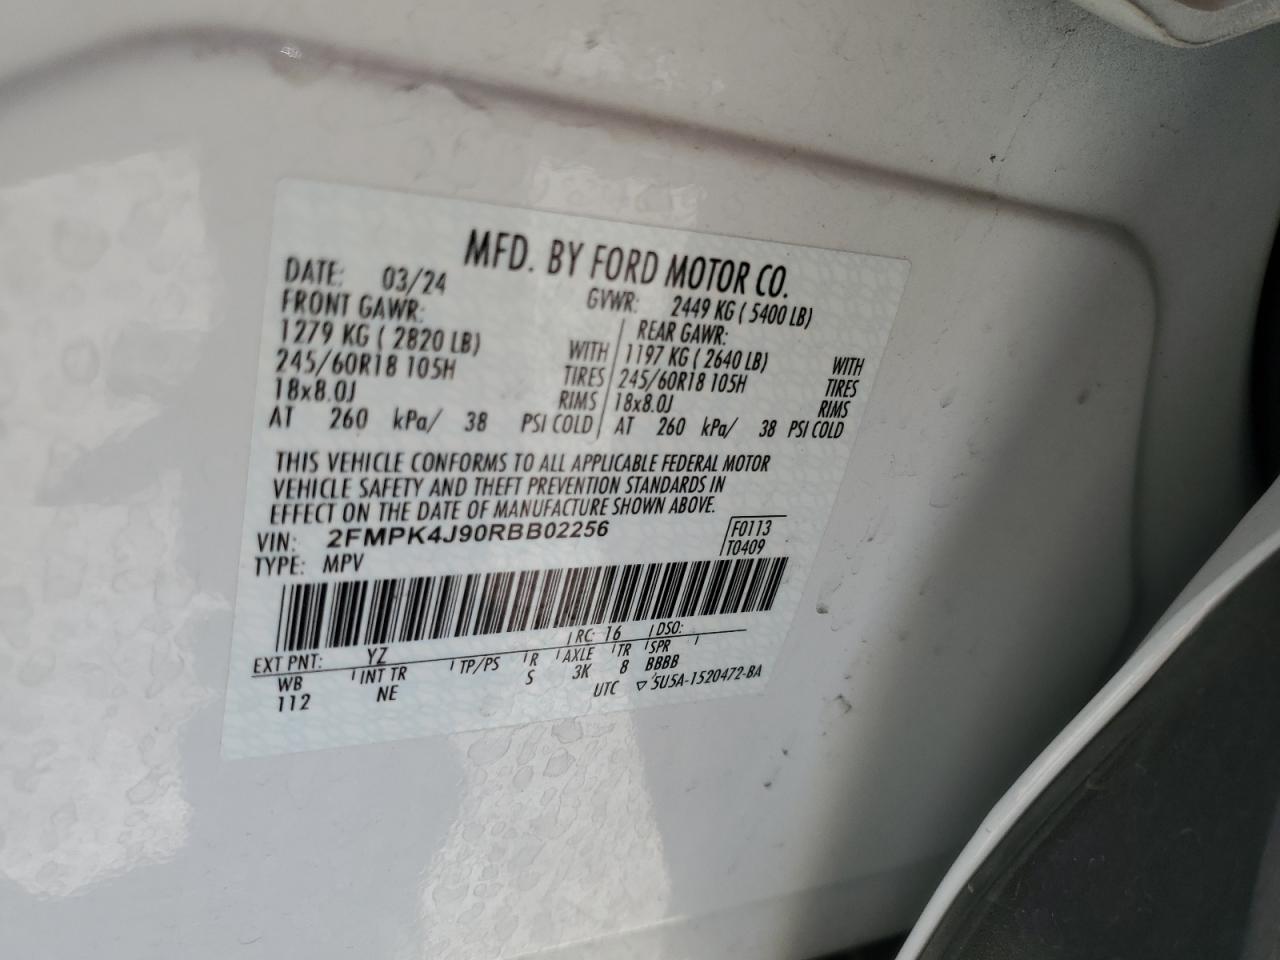 MFD. BY FORD MOTOR CO.
DATE: 03/24 GVWR: 2449 KG ( 5400 LB)
FRONT GAWR: REAR GAWR:
1279 KG ( 2820 LB) WITH 1197 KG ( 2640 LB) WITH
245/60R18 105H TIRES 245/60R18 105H TIRES
18x8.0J RIMS 18x8.0J RIMS
AT 260 kPa/ 38 PSI COLD AT 260 kPa/ 38 PSI COLD
THIS VEHICLE CONFORMS TO ALL APPLICABLE FEDERAL MOTOR
VEHICLE SAFETY AND THEFT PREVENTION STANDARDS IN
EFFECT ON THE DATE OF MANUFACTURE SHOWN ABOVE.
VIN: 2FMPK4J90RBB02256 F0113
TYPE: MPV T0409
EXT PNT: YZ RC: 16 DSO:
WB INT TR TP/PS R AXLE TR SPR
112 NE S 3K 8 BBBB
UTC ▽ 5U5A-1520472-BA